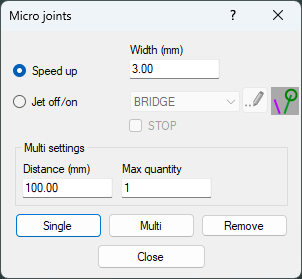 Micro joints
Width (mm)
Speed up
3.00
Jet off/on
BRIDGE
STOP
Multi settings
Distance (mm) Max quantity
100.00 1
Single Multi Remove
Close